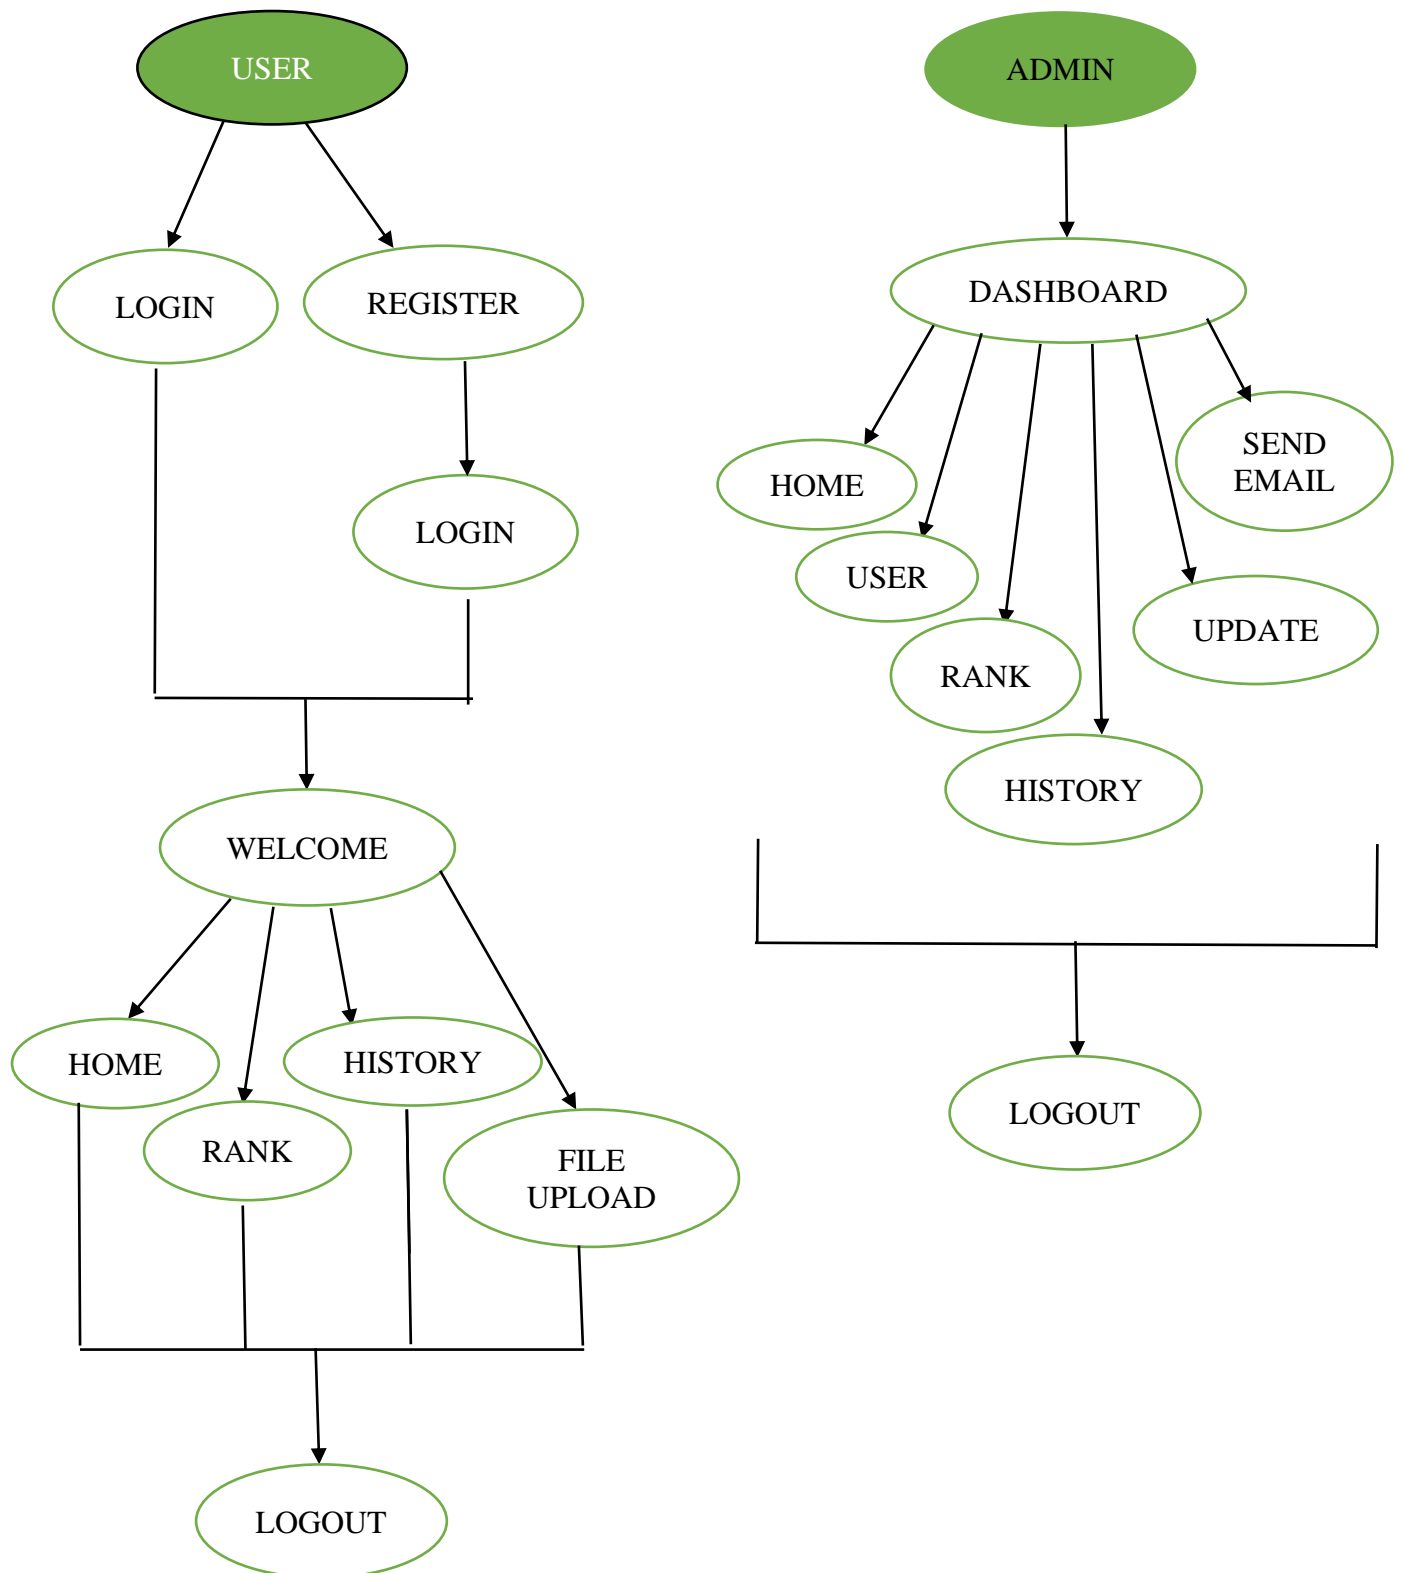 USER
LOGIN
REGISTER
LOGIN
WELCOME
HOME
HISTORY
RANK
FILE
UPLOAD
LOGOUT
ADMIN
DASHBOARD
SEND
EMAIL
HOME
USER
UPDATE
RANK
HISTORY
LOGOUT